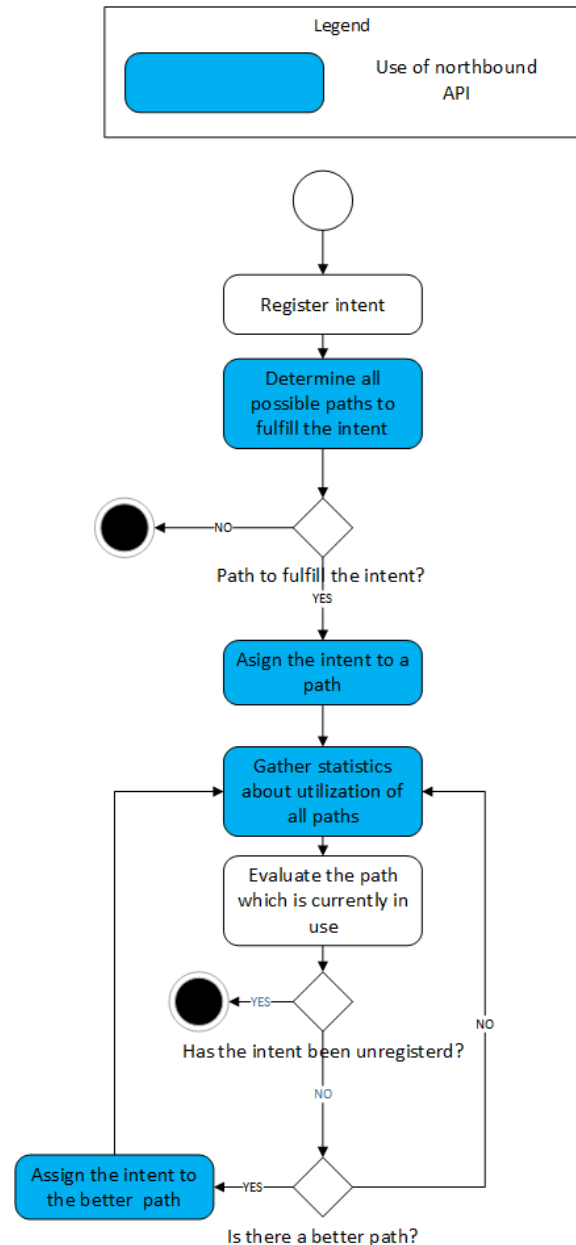 Legend
Use of northbound
API
Register intent
Determine all
possible paths to
fulfill the intent
NO
Path to fulfill the intent?
YES
Asign the intent to a
path
Gather statistics
about utilization of
all paths
Evaluate the path
which is currently in
use
YES
Has the intent been unregisterd?
NO
NO
Assign the intent to
the better path
YES
Is there a better path?